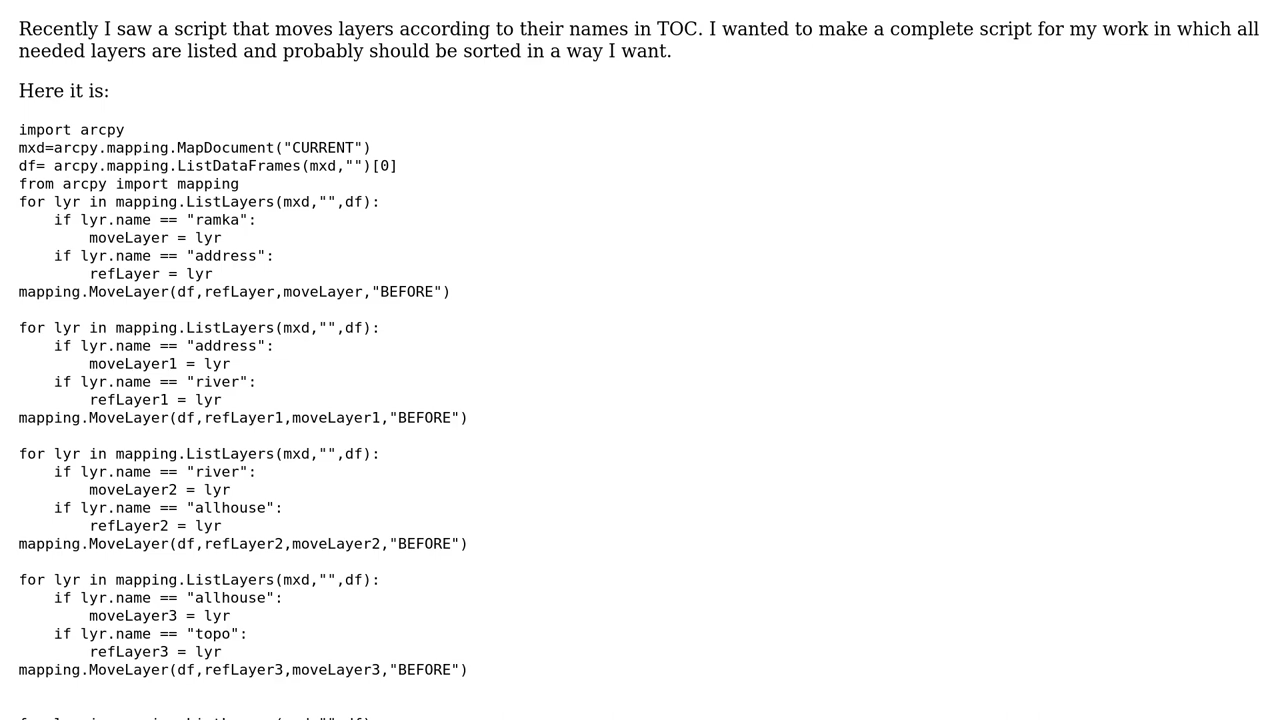 Recently I saw a script that moves layers according to their names in TOC. I wanted to make a complete script for my work in which all
needed layers are listed and probably should be sorted in a way I want.
Here it is:
import arcpy
mxd=arcpy.mapping.MapDocument("CURRENT")
df= arcpy.mapping.ListDataFrames(mxd,"")[0]
from arcpy import mapping
for lyr in mapping.ListLayers(mxd,"",df):
    if lyr.name == "ramka":
        moveLayer = lyr
    if lyr.name == "address":
        refLayer = lyr
mapping.MoveLayer(df,refLayer,moveLayer,"BEFORE")
for lyr in mapping.ListLayers(mxd,"",df):
    if lyr.name == "address":
        moveLayer1 = lyr
    if lyr.name == "river":
        refLayer1 = lyr
mapping.MoveLayer(df,refLayer1,moveLayer1,"BEFORE")
for lyr in mapping.ListLayers(mxd,"",df):
    if lyr.name == "river":
        moveLayer2 = lyr
    if lyr.name == "allhouse":
        refLayer2 = lyr
mapping.MoveLayer(df,refLayer2,moveLayer2,"BEFORE")
for lyr in mapping.ListLayers(mxd,"",df):
    if lyr.name == "allhouse":
        moveLayer3 = lyr
    if lyr.name == "topo":
        refLayer3 = lyr
mapping.MoveLayer(df,refLayer3,moveLayer3,"BEFORE")